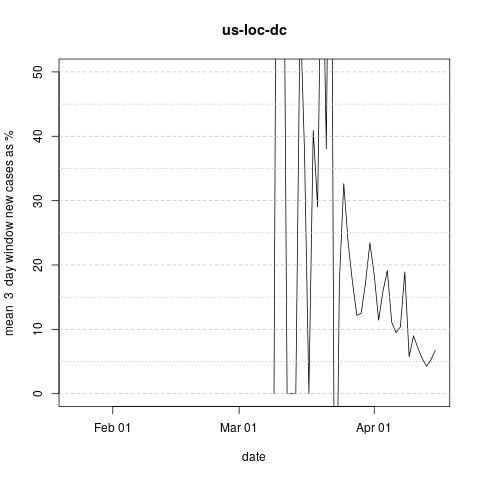 us-loc-dc
mean 3 day window new cases as %
50
40
30
20
10
0
Feb 01
Mar 01
Apr 01
date